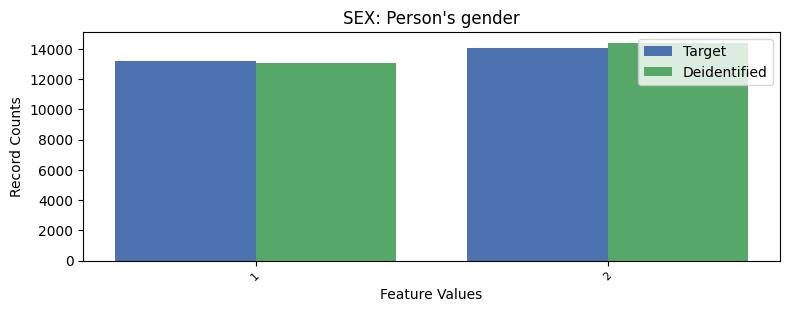 SEX: Person's gender
Target
Deidentified
14000
12000
10000
8000
6000
4000
2000
0
Record Counts
1
2
Feature Values